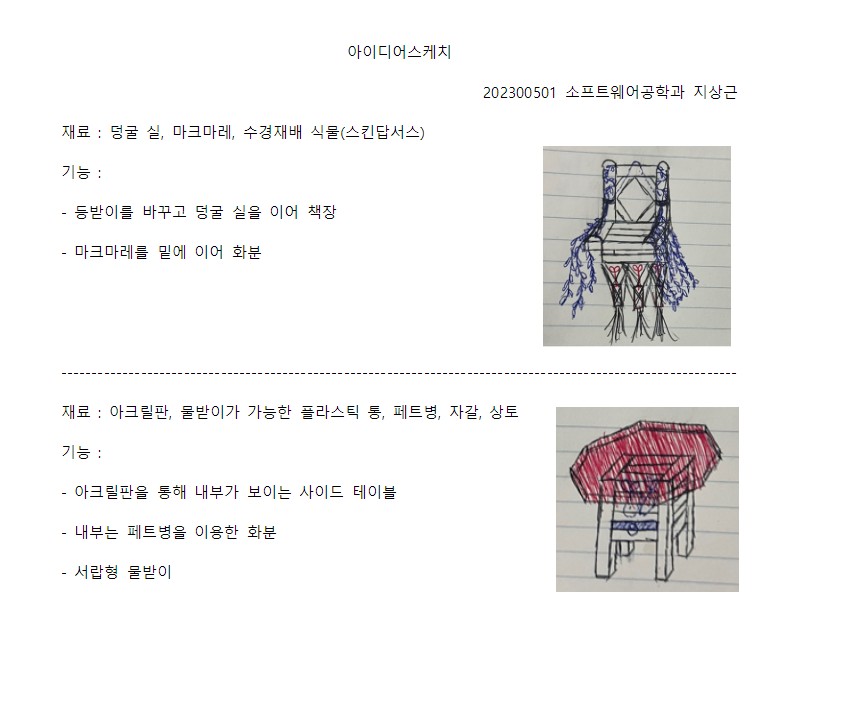 아이디어스케치
202300501 소프트웨어공학과 지상근
재료 : 덩굴 실, 마크마레, 수경재배 식물(스킨답서스)
기능 :
- 등받이를 바꾸고 덩굴 실을 이어 책장
- 마크마레를 밑에 이어 화분
재료 : 아크릴판, 물받이가 가능한 플라스틱 통, 페트병, 자갈, 상토
기능 :
- 아크릴판을 통해 내부가 보이는 사이드 테이블
- 내부는 페트병을 이용한 화분
- 서랍형 물받이